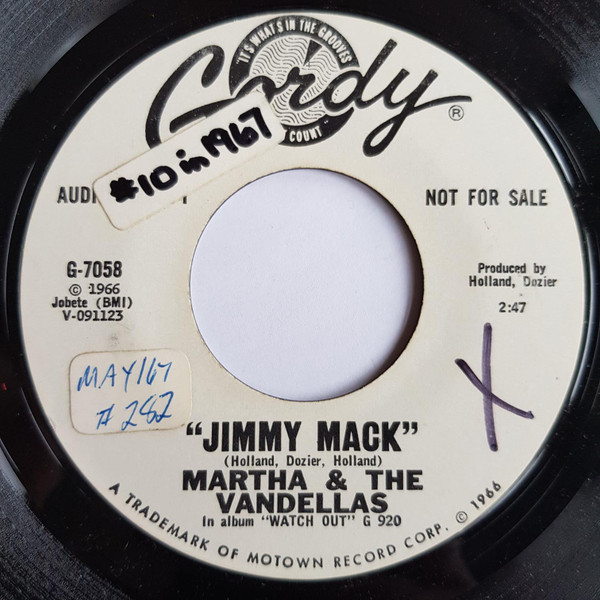 IT'S WHAT'S IN THE GROOVES
Gordy ®
COUNT
#10 in 1967
AUDI
NOT FOR SALE
G-7058
© 1966
Jobete (BMI)
V-091123
Produced by
Holland, Dozier
2:47
MAY/67
# 282
X
"JIMMY MACK"
(Holland, Dozier, Holland)
MARTHA & THE
VANDELLAS
In album "WATCH OUT" G 920
A TRADEMARK OF MOTOWN RECORD CORP. © 1966